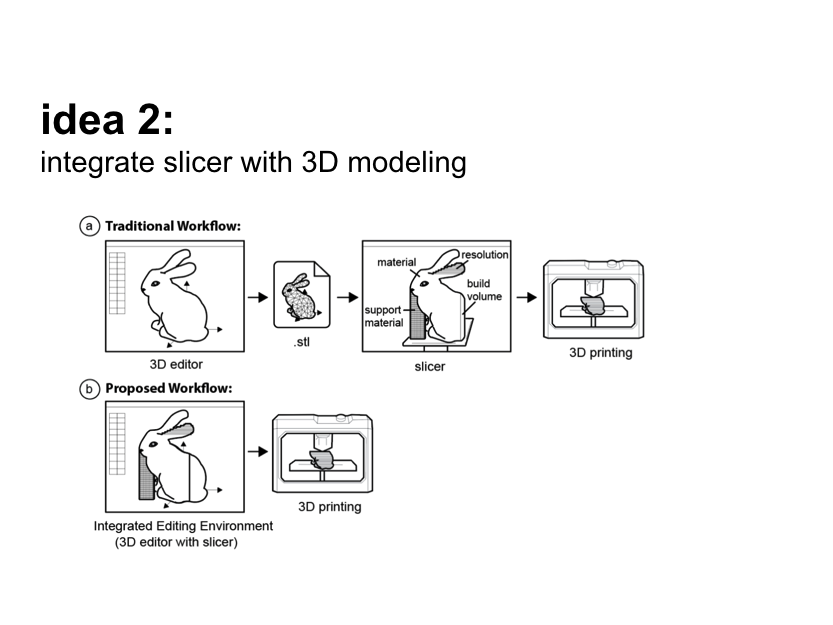 idea 2:
integrate slicer with 3D modeling
a Traditional Workflow:
material
resolution
build
volume
support
material
.stl
3D editor
slicer
3D printing
b Proposed Workflow:
3D printing
Integrated Editing Environment
(3D editor with slicer)